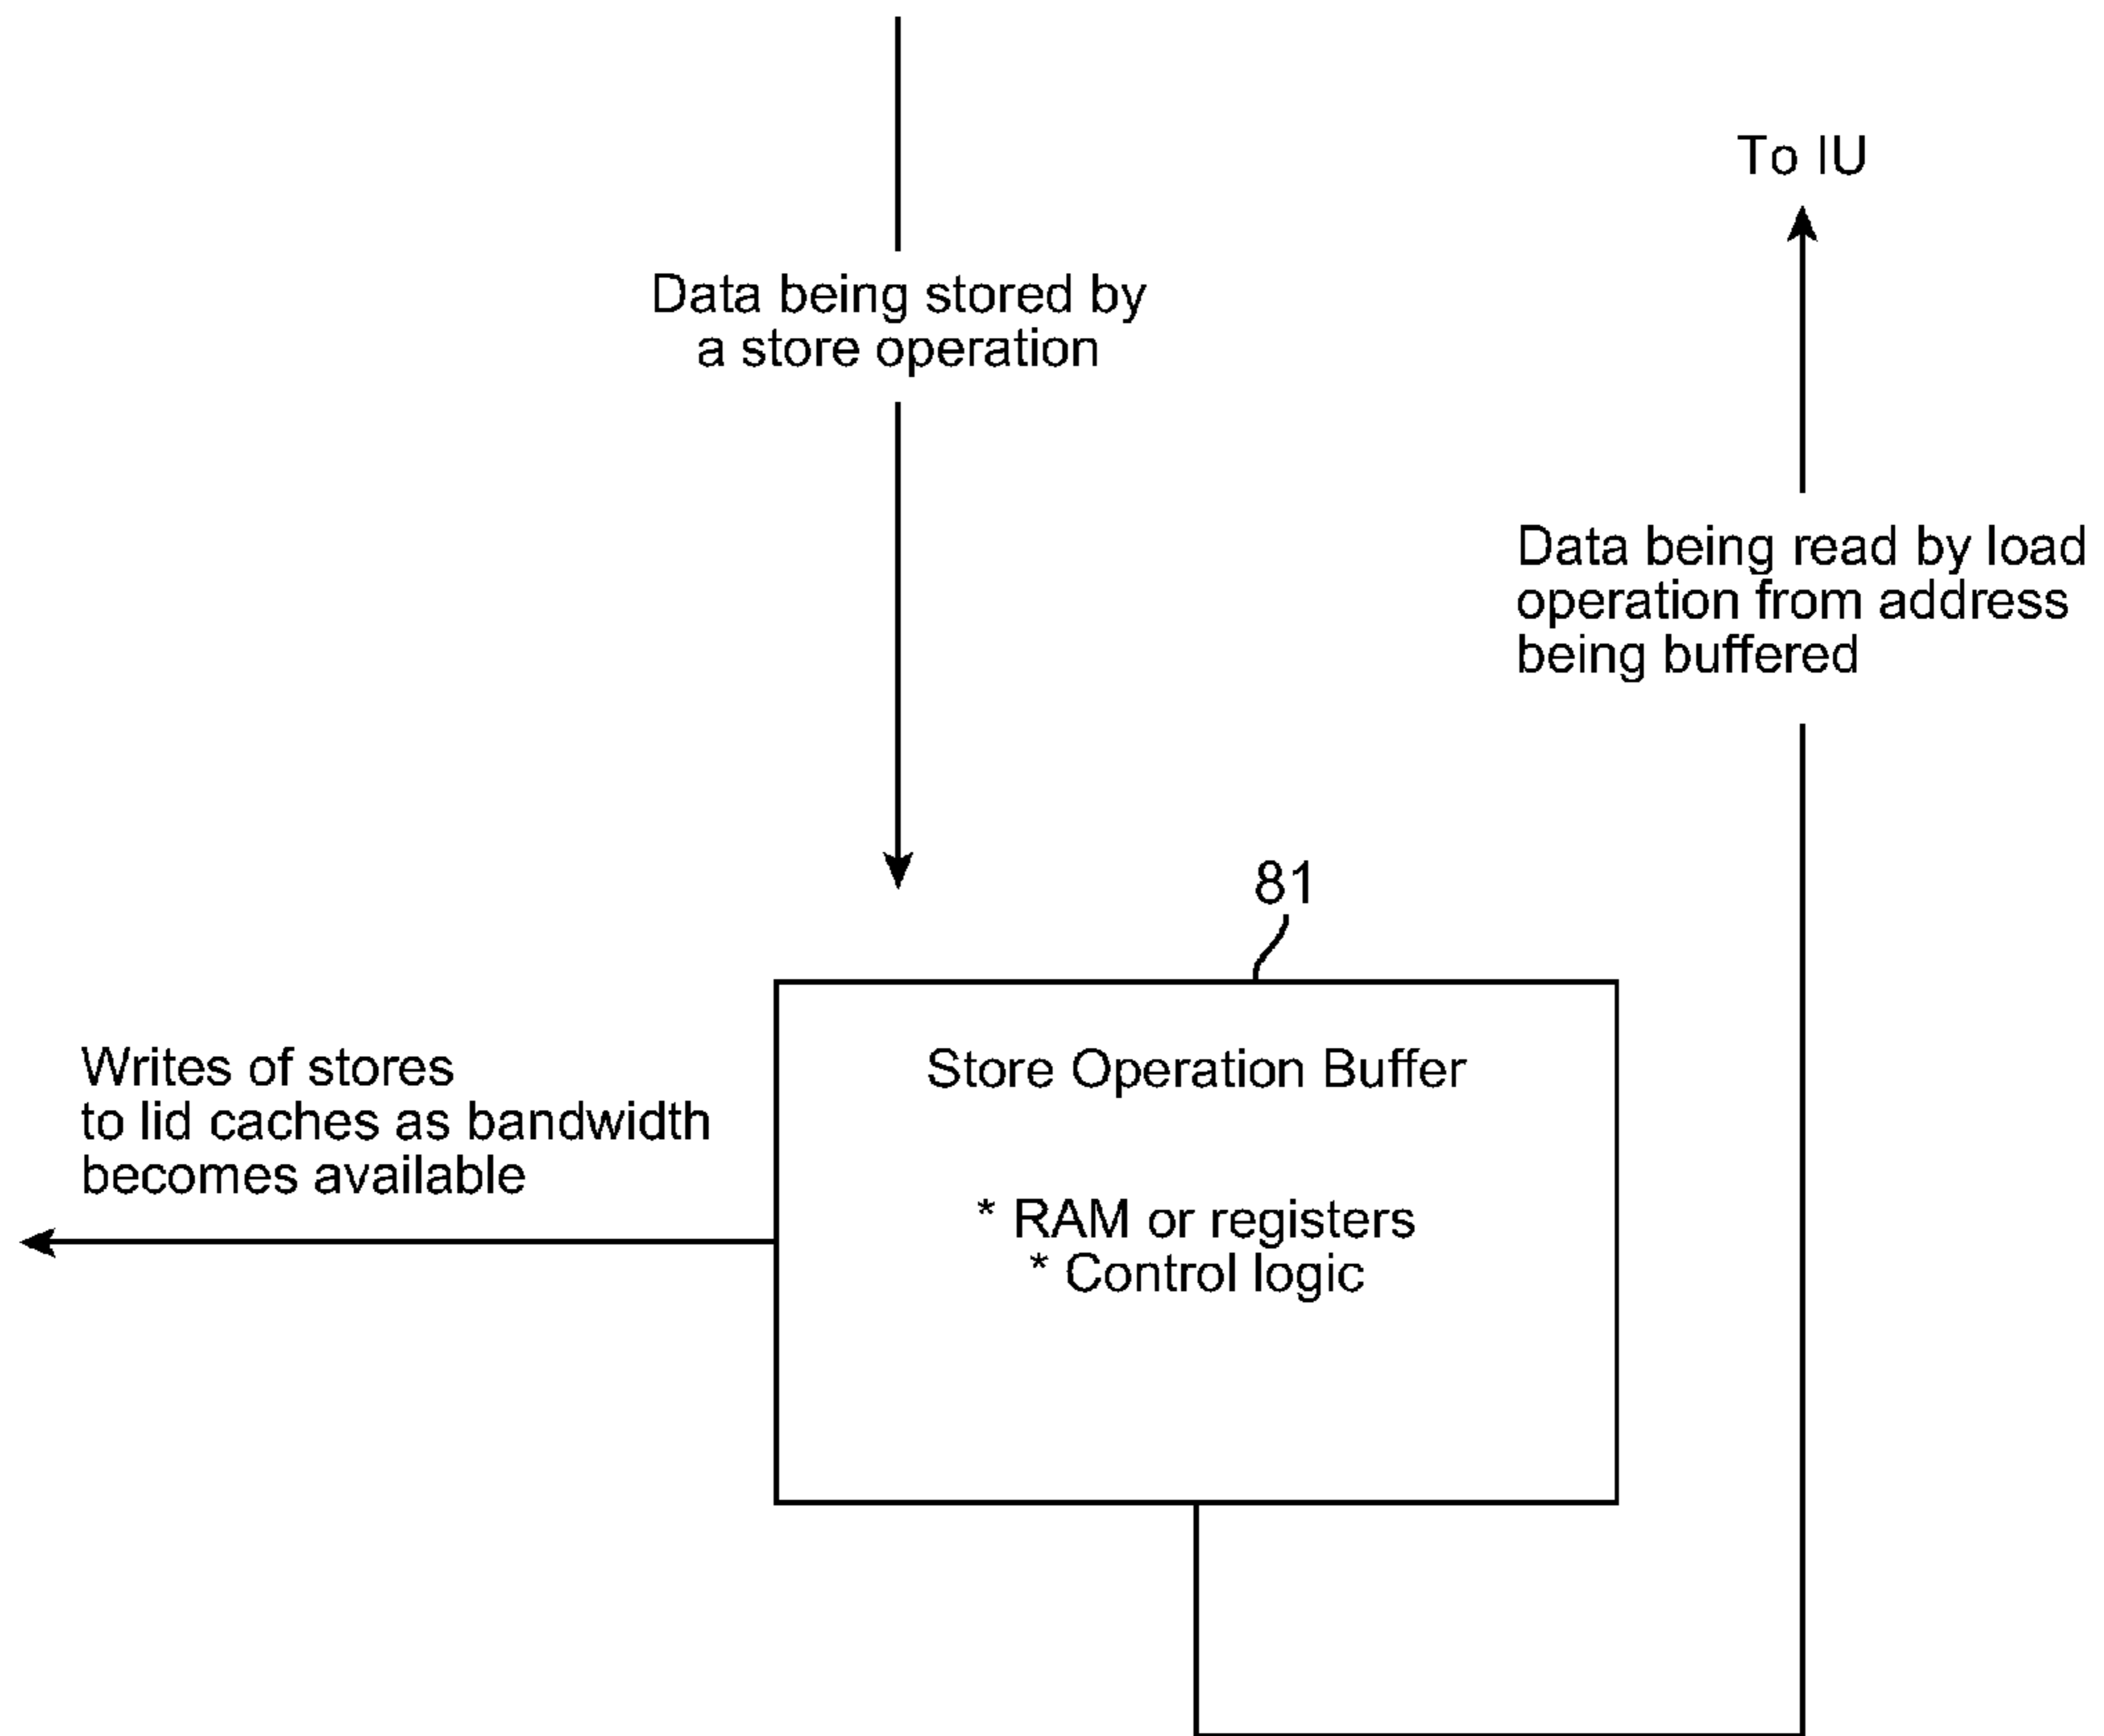 To IU
Data being stored by
a store operation
Data being read by load
operation from address
being buffered
81
Store Operation Buffer
* RAM or registers
* Control logic
Writes of stores
to lid caches as bandwidth
becomes available